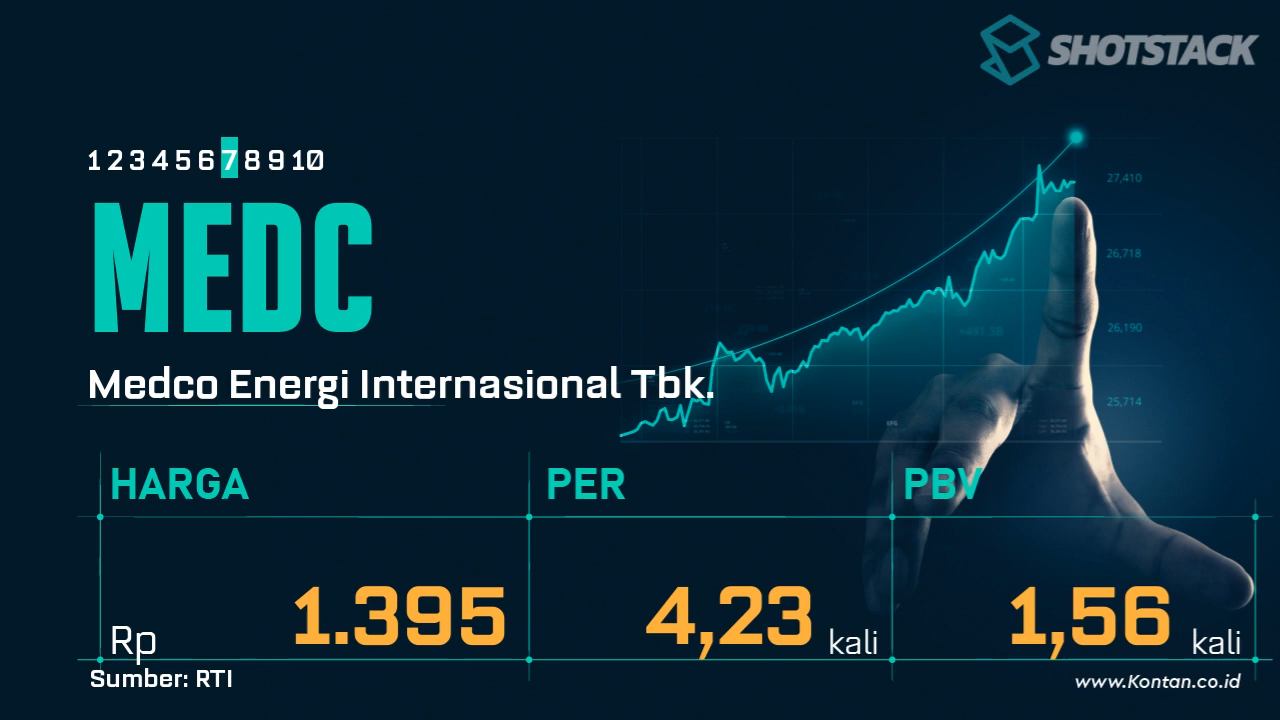 SHOTSTACK
1 2 3 4 5 6 7 8 9 10
MEDC
Medco Energi Internasional Tbk.
27,410
26,718
26,190
25,714
HARGA PER PBV
Rp 1.395 4,23 kali 1,56 kali
Sumber: RTI
www.Kontan.co.id